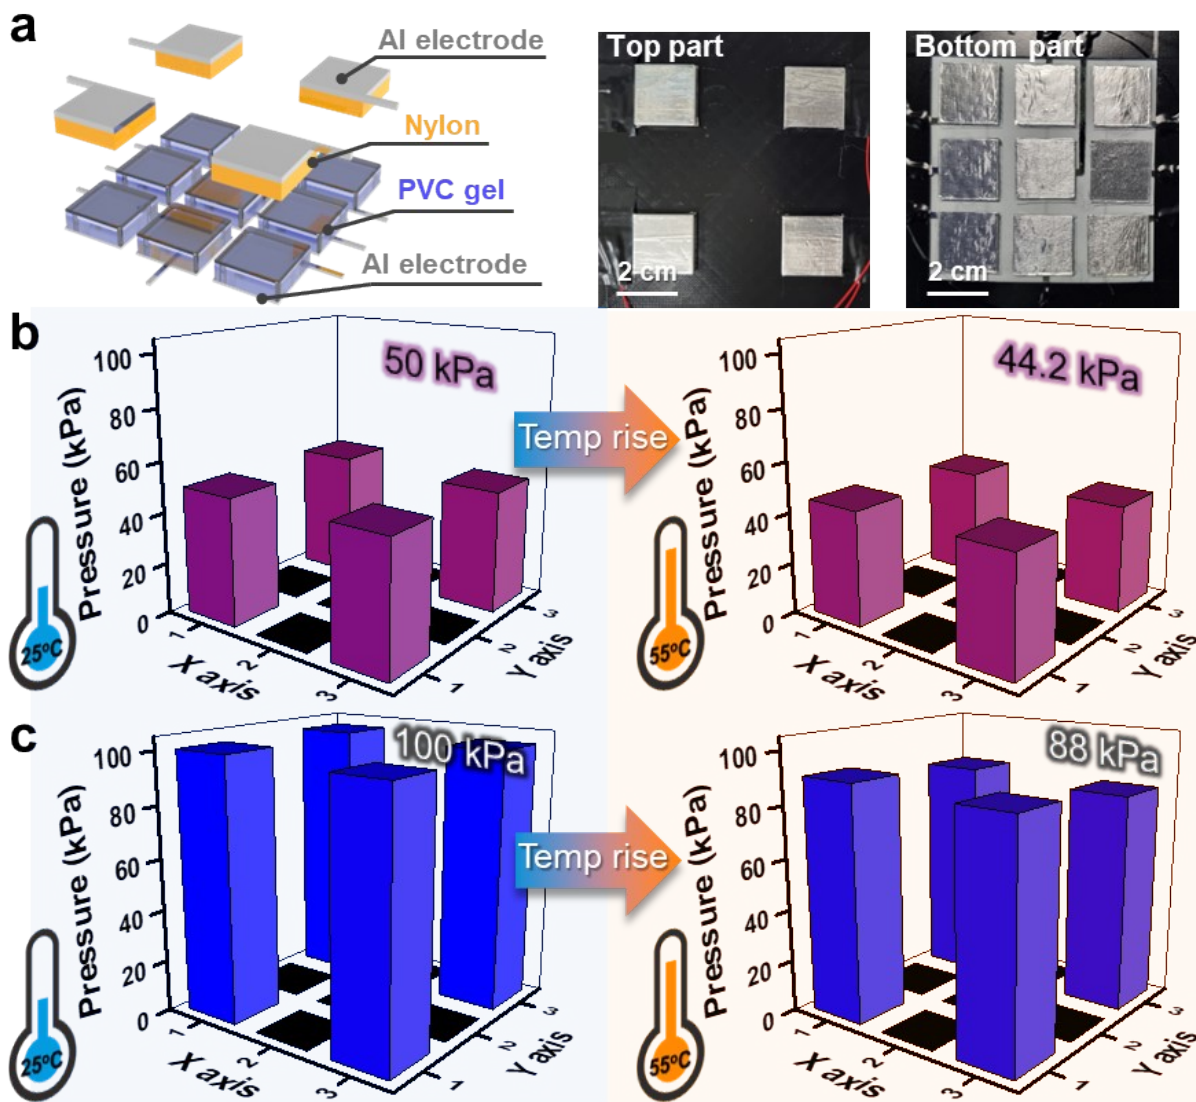 a
Al electrode
Nylon
PVC gel
Al electrode
Top part
2 cm
Bottom part
2 cm
b
Pressure (kPa)
100
80
60
40
20
0
50 kPa
1
2
3
X axis
1
2
3
Y axis
25ºC
Temp rise
Pressure (kPa)
100
80
60
40
20
0
44.2 kPa
1
2
3
X axis
1
2
3
Y axis
55ºC
c
Pressure (kPa)
100
80
60
40
20
0
100 kPa
1
2
3
X axis
1
2
3
Y axis
25ºC
Temp rise
Pressure (kPa)
100
80
60
40
20
0
88 kPa
1
2
3
X axis
1
2
3
Y axis
55ºC